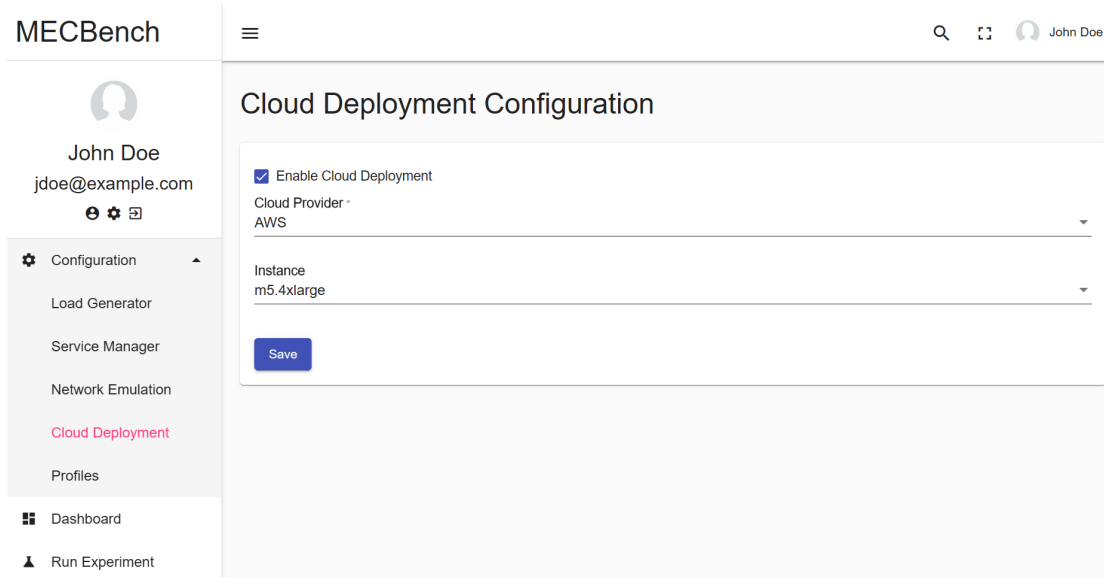 MECBench
John Doe
John Doe
jdoe@example.com
Configuration
Load Generator
Service Manager
Network Emulation
Cloud Deployment
Profiles
Dashboard
Run Experiment
Cloud Deployment Configuration
Enable Cloud Deployment
Cloud Provider *
AWS
Instance
m5.4xlarge
Save